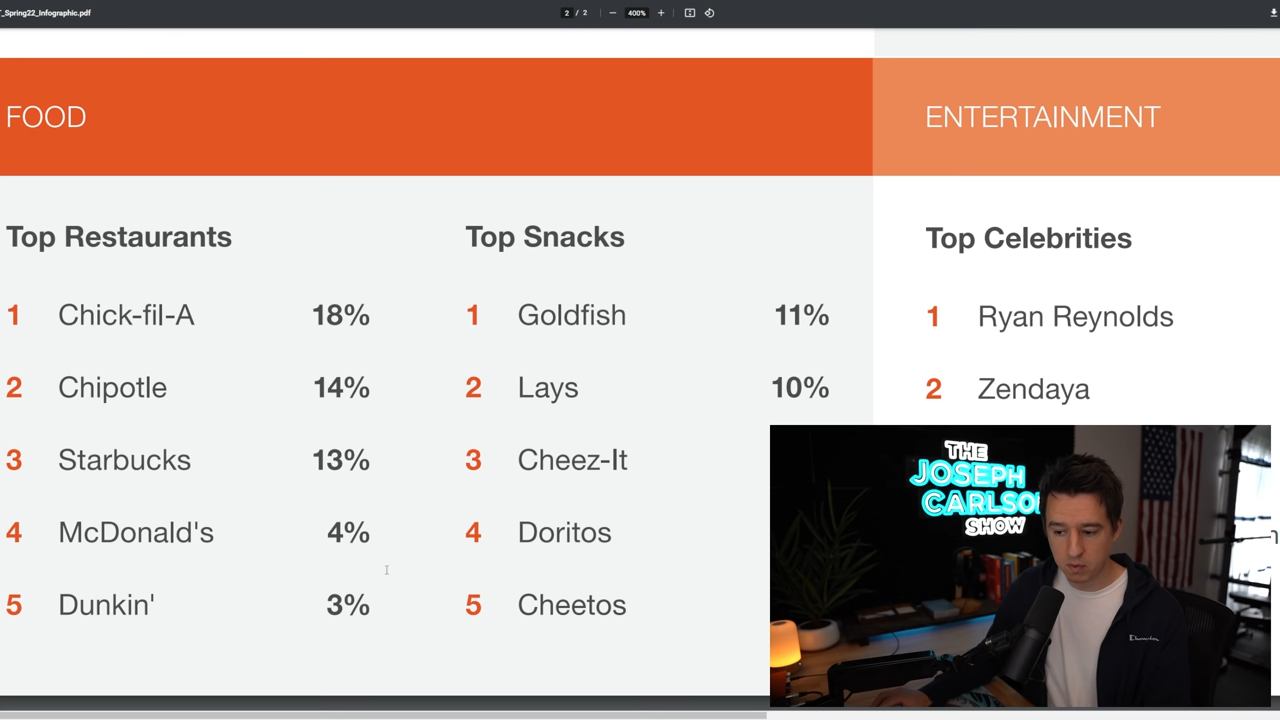 _Spring22_Infographic.pdf
2 / 2
400%
FOOD
ENTERTAINMENT
Top Restaurants
1 Chick-fil-A 18%
2 Chipotle 14%
3 Starbucks 13%
4 McDonald's 4%
5 Dunkin' 3%
Top Snacks
1 Goldfish 11%
2 Lays 10%
3 Cheez-It
4 Doritos
5 Cheetos
Top Celebrities
1 Ryan Reynolds
2 Zendaya
THE
JOSEPH
CARLSO
SHOW
Champion